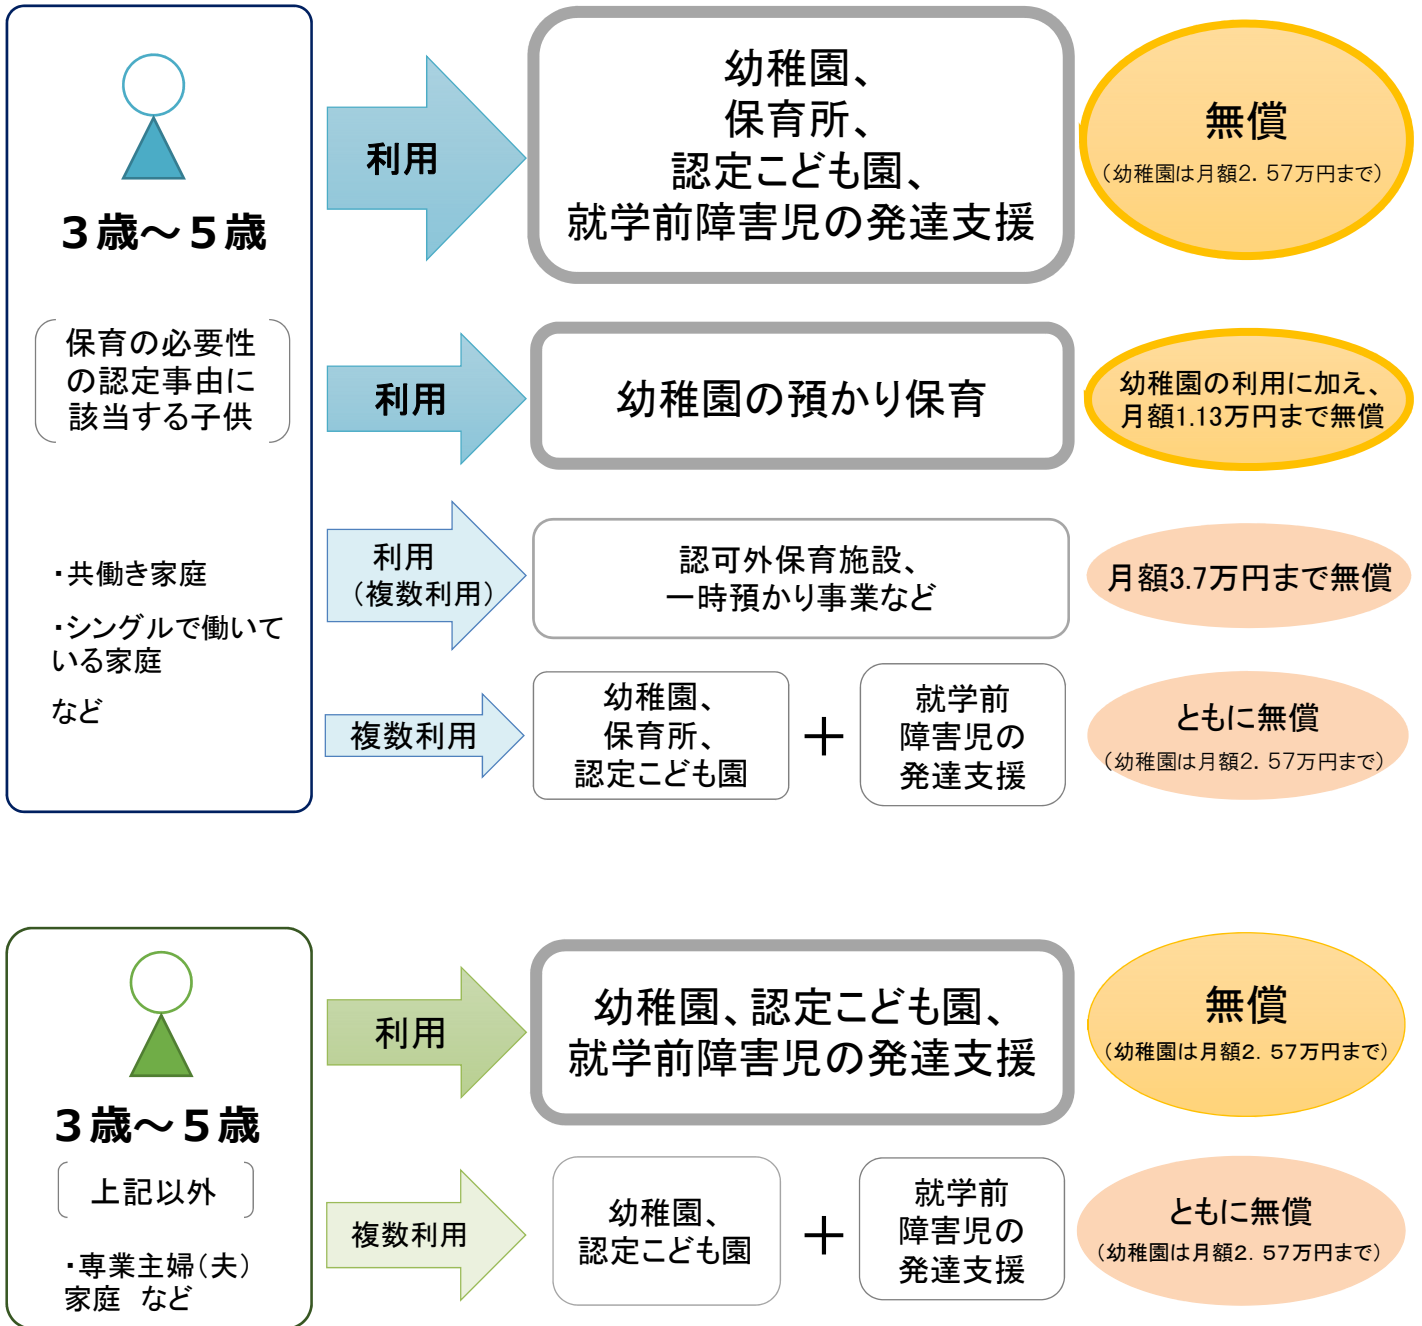 3歳～5歳
保育の必要性
の認定事由に
該当する子供
・共働き家庭
・シングルで働いて
いる家庭
など
利用
幼稚園、
保育所、
認定こども園、
就学前障害児の発達支援
無償
（幼稚園は月額2．57万円まで）
利用
幼稚園の預かり保育
幼稚園の利用に加え、
月額1.13万円まで無償
利用
（複数利用）
認可外保育施設、
一時預かり事業など
月額3.7万円まで無償
複数利用
幼稚園、
保育所、
認定こども園
＋
就学前
障害児の
発達支援
ともに無償
（幼稚園は月額2．57万円まで）
3歳～5歳
上記以外
・専業主婦（夫）
家庭　など
利用
幼稚園、認定こども園、
就学前障害児の発達支援
無償
（幼稚園は月額2．57万円まで）
複数利用
幼稚園、
認定こども園
＋
就学前
障害児の
発達支援
ともに無償
（幼稚園は月額2．57万円まで）